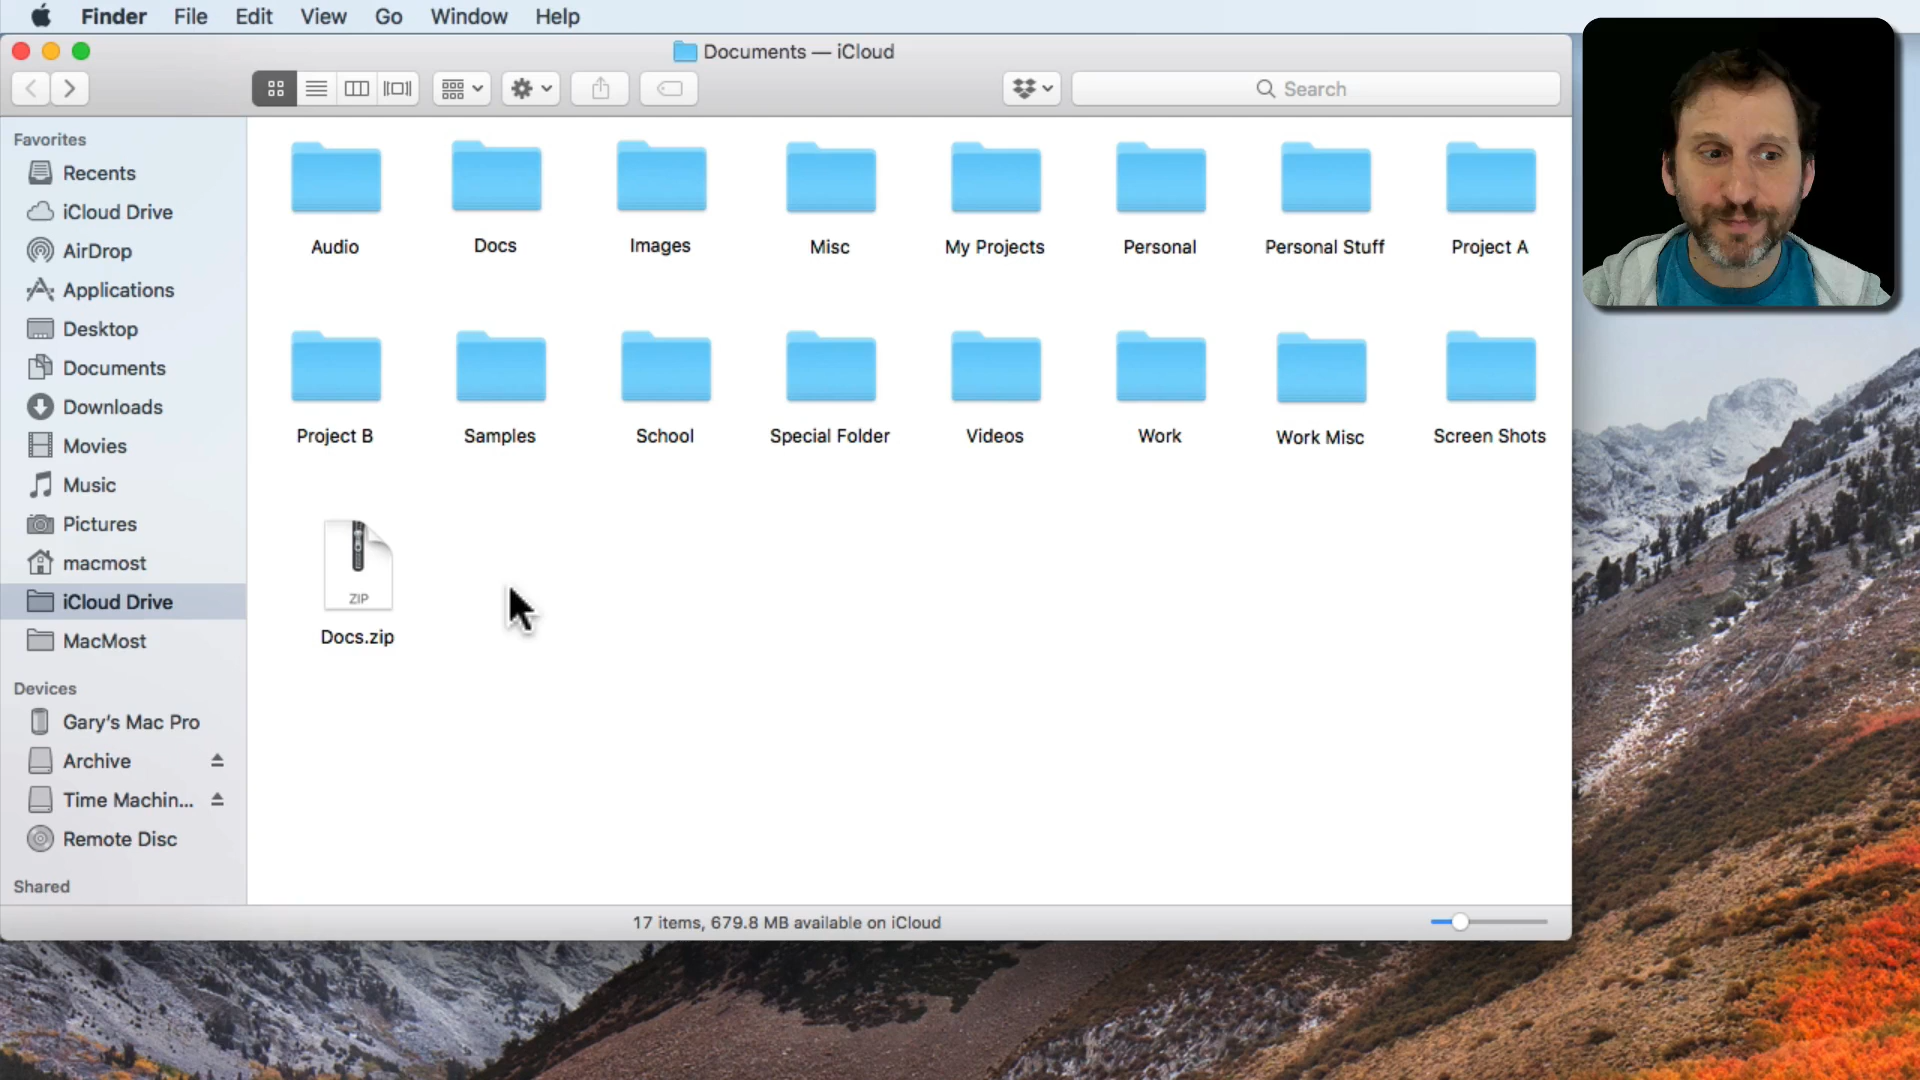 Finder File Edit View Go Window Help
Documents — iCloud
Search
Favorites
Recents
iCloud Drive
AirDrop
Applications
Desktop
Documents
Downloads
Movies
Music
Pictures
macmost
iCloud Drive
MacMost
Devices
Gary's Mac Pro
Archive
Time Machin...
Remote Disc
Shared
Audio Docs Images Misc My Projects Personal Personal Stuff Project A
Project B Samples School Special Folder Videos Work Work Misc Screen Shots
ZIP
Docs.zip
17 items, 679.8 MB available on iCloud